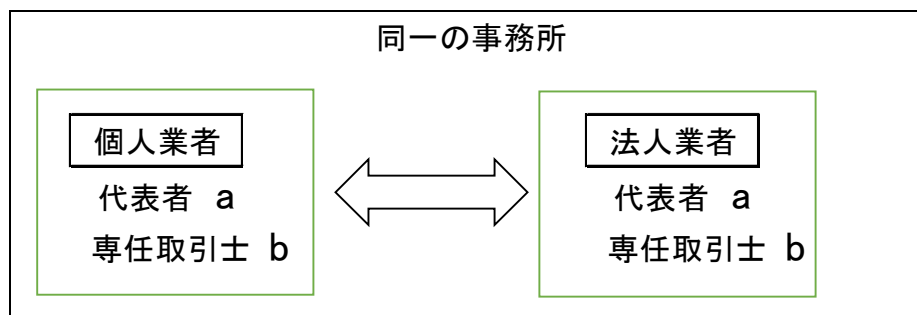 同一の事務所
個人業者
代表者 a
専任取引士 b
法人業者
代表者 a
専任取引士 b